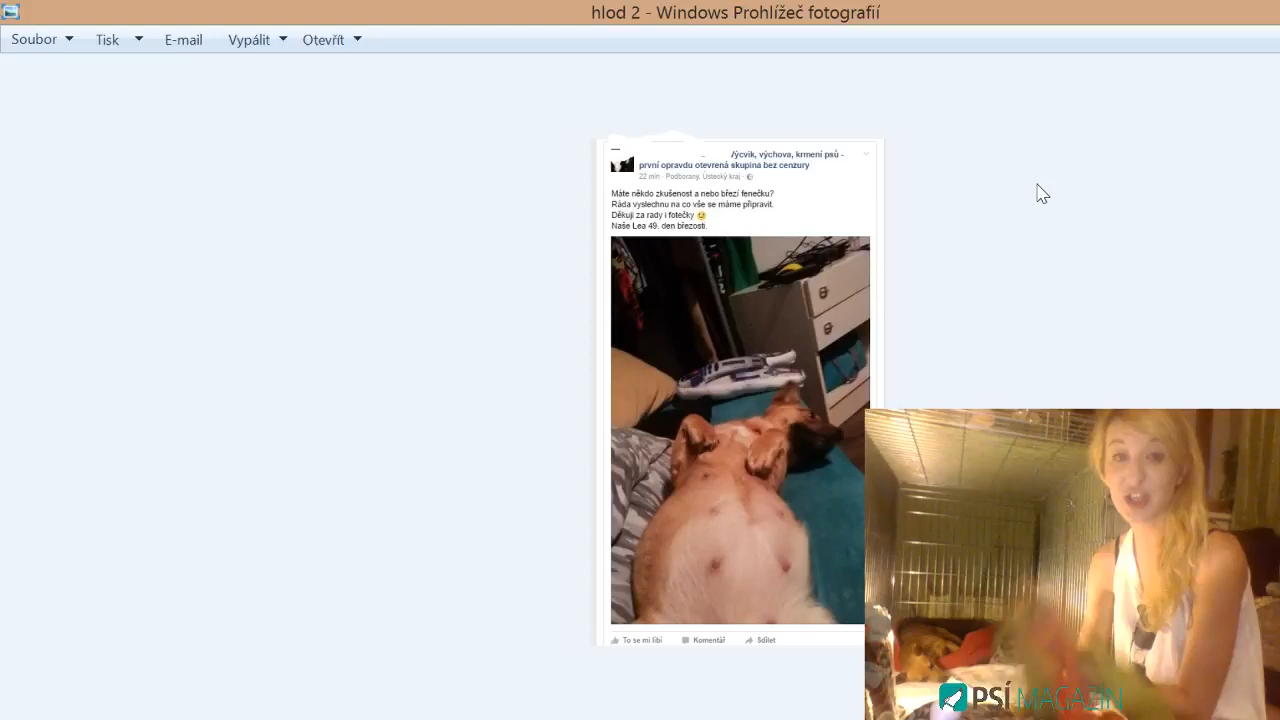 hlod 2 - Windows Prohlížeč fotografií
Soubor Tisk E-mail Vypálit Otevřít
Výcvik, výchova, krmení psů -
první opravdu otevřená skupina bez cenzury
22 min · Podborany, Ústecký kraj ·
Máte někdo zkušenost a nebo březí fenečku?
Ráda vyslechnu na co vše se máme připravit.
Děkuji za rady i fotečky
Naše Lea 49. den březosti.
To se mi líbí Komentář Sdílet
PSÍ MAGAZÍN